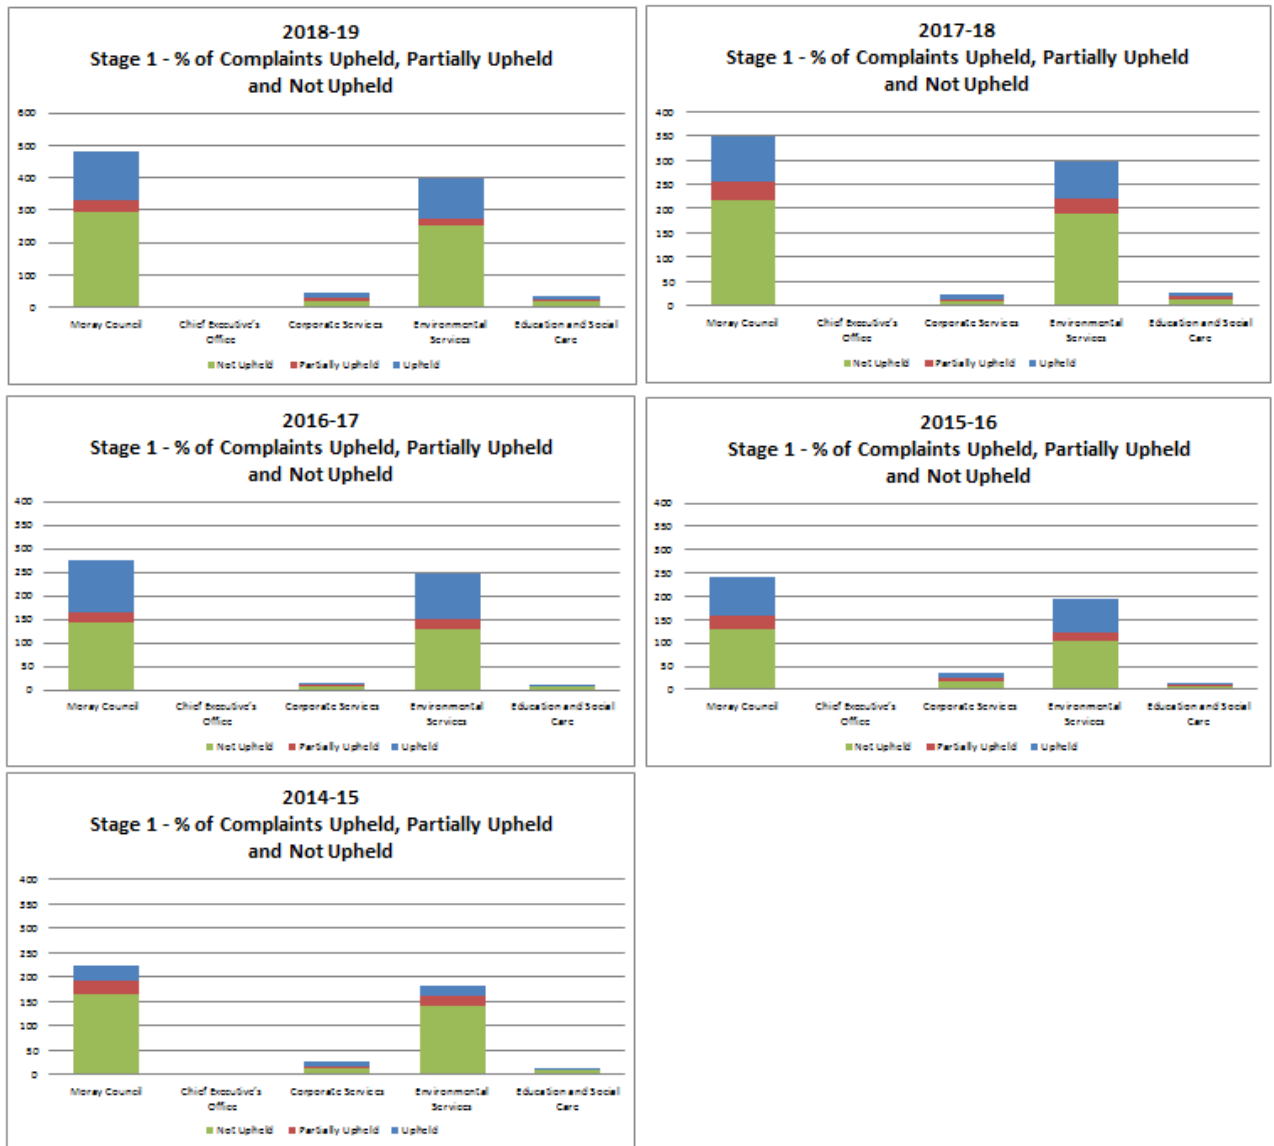 2018-19
Stage 1 - % of Complaints Upheld, Partially Upheld
and Not Upheld
600
500
400
300
200
100
0
Moray Council Chief Executive's Office Corporate Services Environmental Services Education and Social Care
Not Upheld Partially Upheld Upheld
2017-18
Stage 1 - % of Complaints Upheld, Partially Upheld
and Not Upheld
400
350
300
250
200
150
100
50
0
Moray Council Chief Executive's Office Corporate Services Environmental Services Education and Social Care
Not Upheld Partially Upheld Upheld
2016-17
Stage 1 - % of Complaints Upheld, Partially Upheld
and Not Upheld
400
350
300
250
200
150
100
50
0
Moray Council Chief Executive's Office Corporate Services Environmental Services Education and Social Care
Not Upheld Partially Upheld Upheld
2015-16
Stage 1 - % of Complaints Upheld, Partially Upheld
and Not Upheld
400
350
300
250
200
150
100
50
0
Moray Council Chief Executive's Office Corporate Services Environmental Services Education and Social Care
Not Upheld Partially Upheld Upheld
2014-15
Stage 1 - % of Complaints Upheld, Partially Upheld
and Not Upheld
400
350
300
250
200
150
100
50
0
Moray Council Chief Executive's Office Corporate Services Environmental Services Education and Social Care
Not Upheld Partially Upheld Upheld